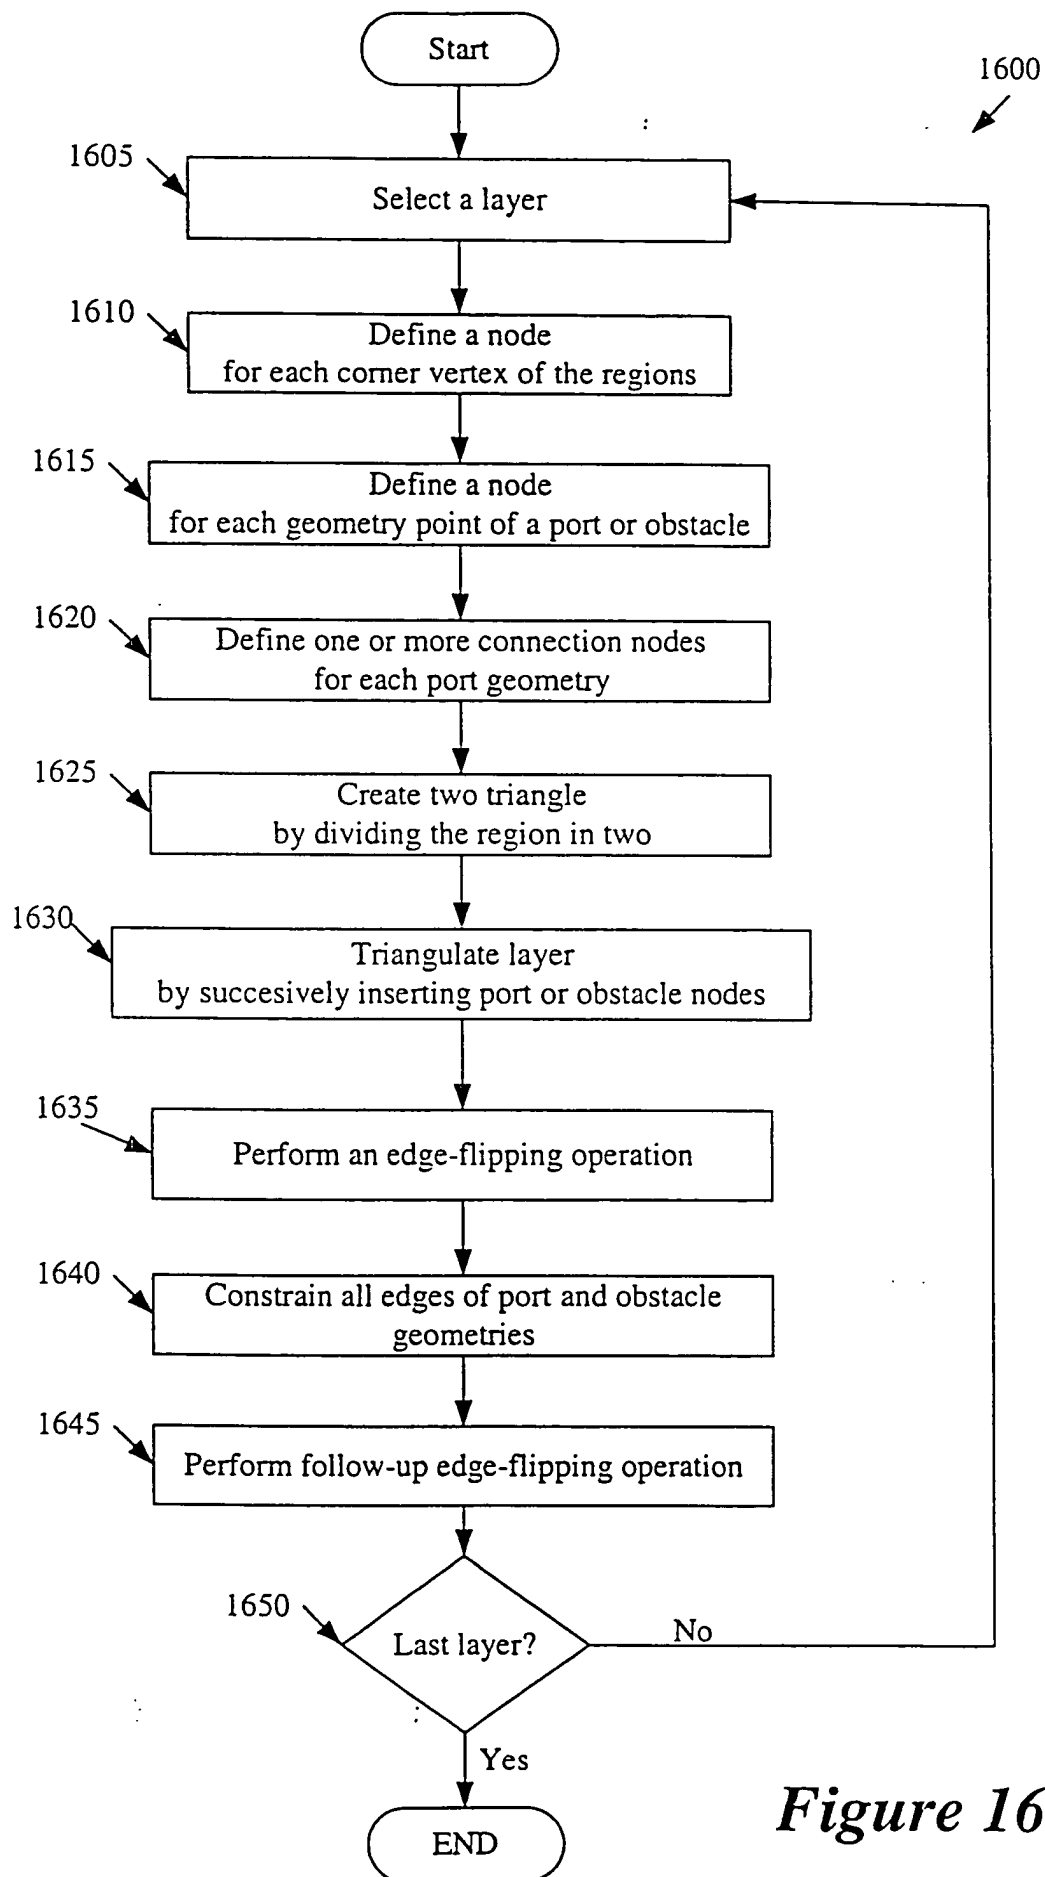 Start
1600
1605
Select a layer
1610
Define a node
for each corner vertex of the regions
1615
Define a node
for each geometry point of a port or obstacle
1620
Define one or more connection nodes
for each port geometry
1625
Create two triangle
by dividing the region in two
1630
Triangulate layer
by succesively inserting port or obstacle nodes
1635
Perform an edge-flipping operation
1640
Constrain all edges of port and obstacle
geometries
1645
Perform follow-up edge-flipping operation
1650
Last layer?
No
Yes
END
Figure 16